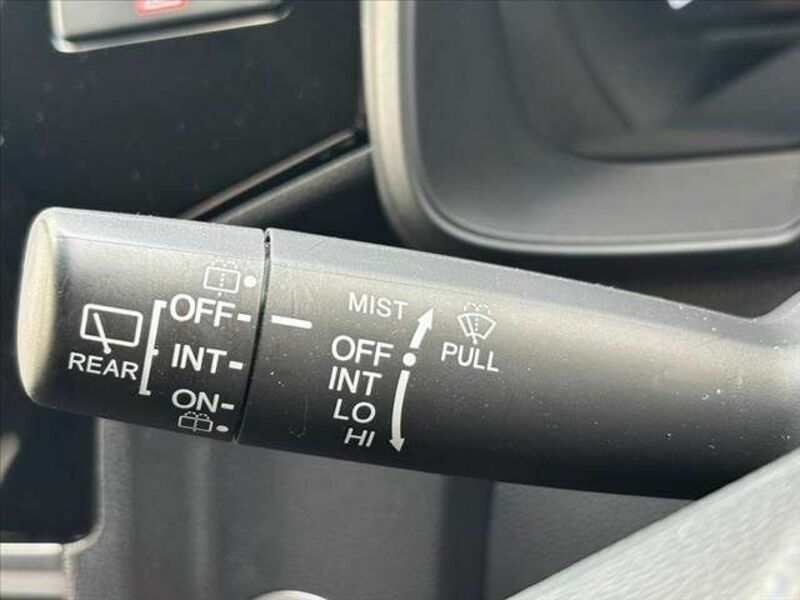 REAR
OFF
INT
ON
MIST
OFF
INT
LO
HI
PULL